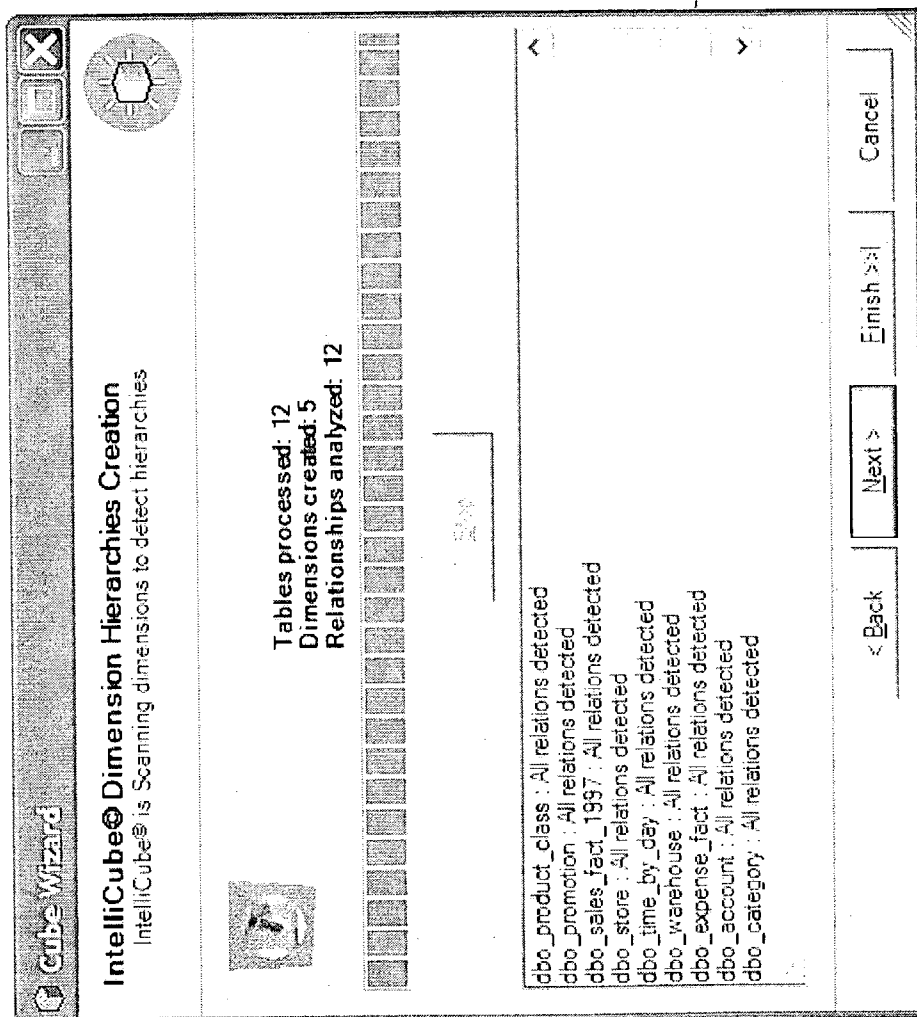 Cube Wizard
IntelliCube© Dimension Hierarchies Creation
IntelliCube® is Scanning dimensions to detect hierarchies
Tables processed: 12
Dimensions created: 5
Relationships analyzed: 12
Stop
dbo_product_class : All relations detected
dbo_promotion : All relations detected
dbo_sales_fact_1997 : All relations detected
dbo_store : All relations detected
dbo_time_by_day : All relations detected
dbo_warehouse : All relations detected
dbo_expense_fact : All relations detected
dbo_account : All relations detected
dbo_category : All relations detected
< Back
Next >
Finish >>|
Cancel